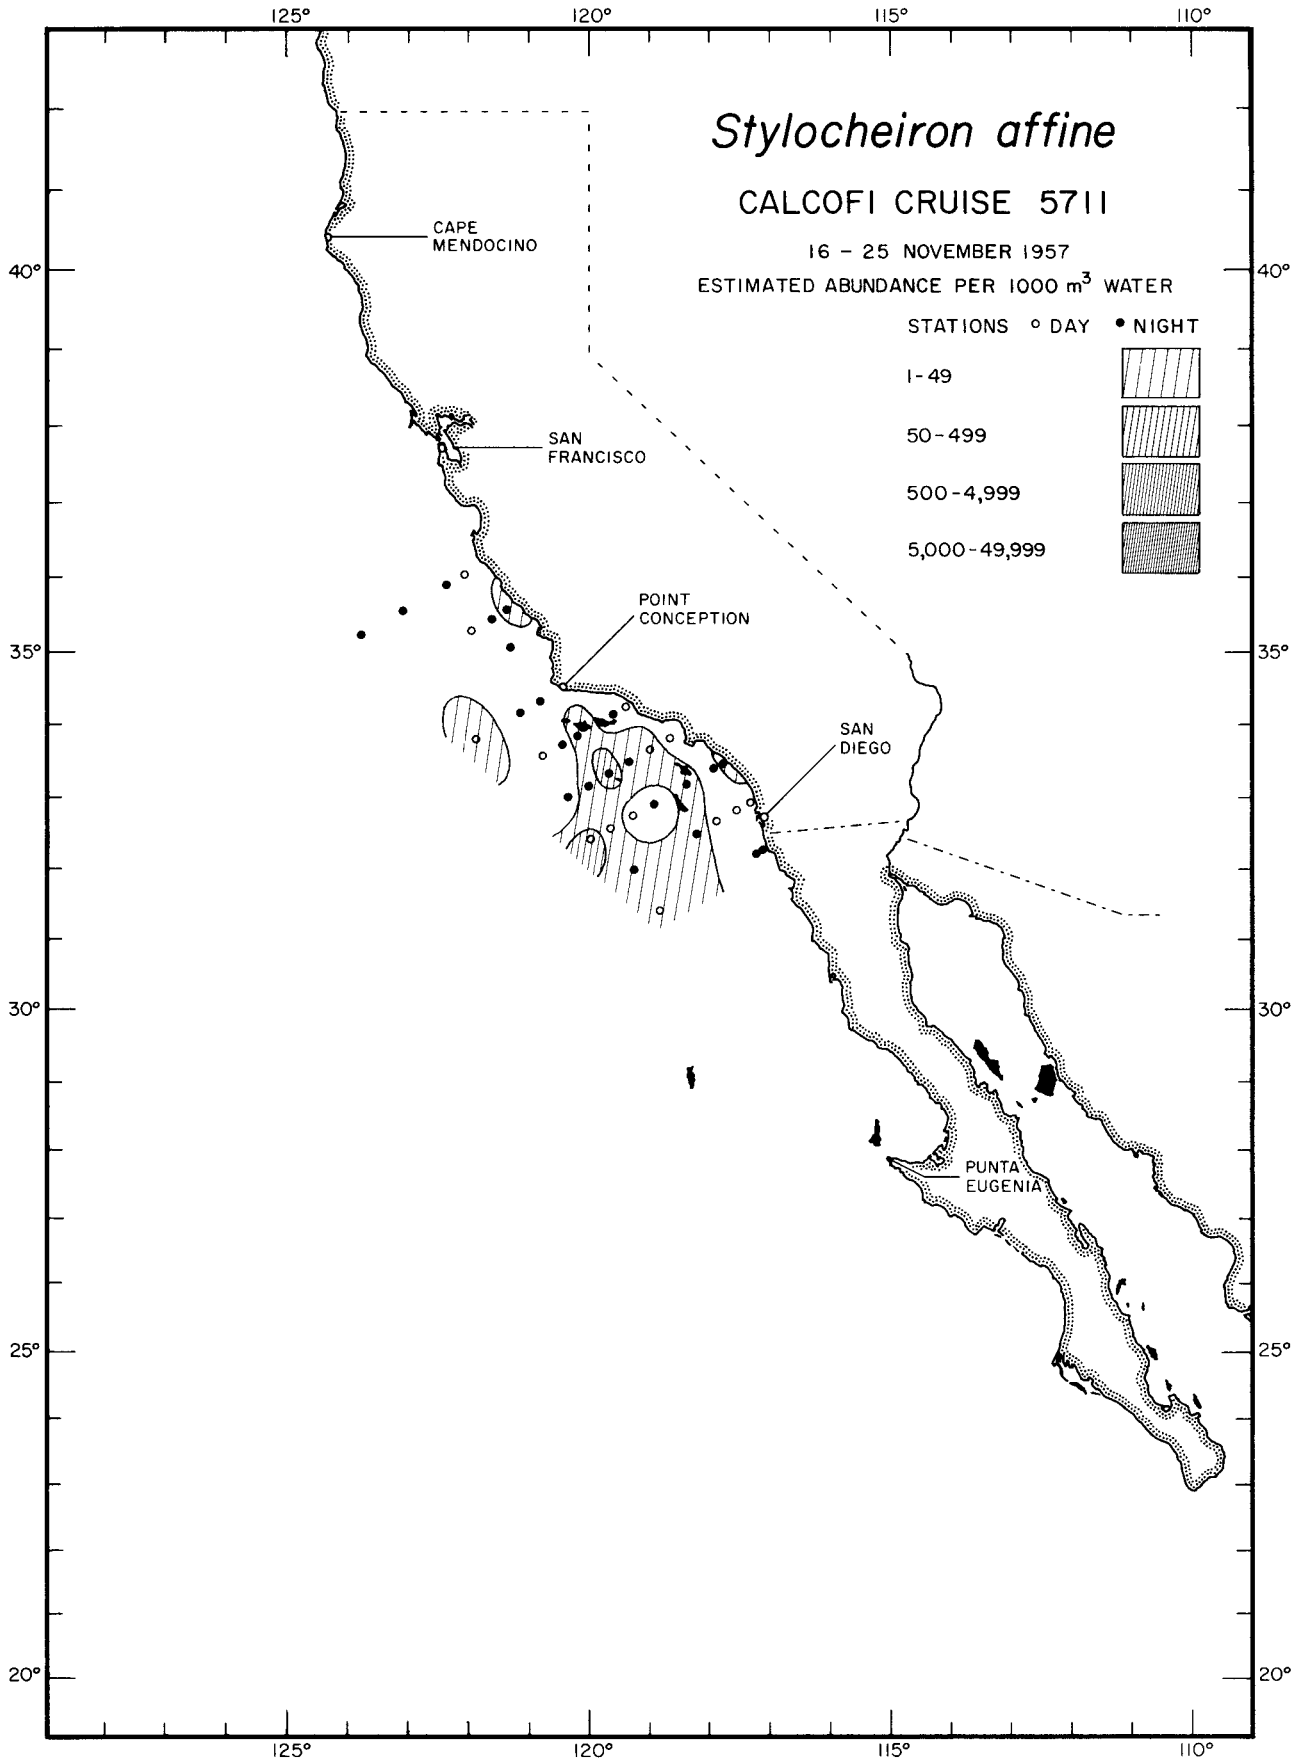 125° 120° 115° 110°
Stylocheiron affine
CALCOFI CRUISE 5711
16 – 25 NOVEMBER 1957
ESTIMATED ABUNDANCE PER 1000 m³ WATER
STATIONS ○ DAY ● NIGHT
1-49
50-499
500-4,999
5,000-49,999
CAPE
MENDOCINO
40° 40°
SAN
FRANCISCO
POINT
CONCEPTION
35° 35°
SAN
DIEGO
30° 30°
PUNTA
EUGENIA
25° 25°
20° 20°
125° 120° 115° 110°